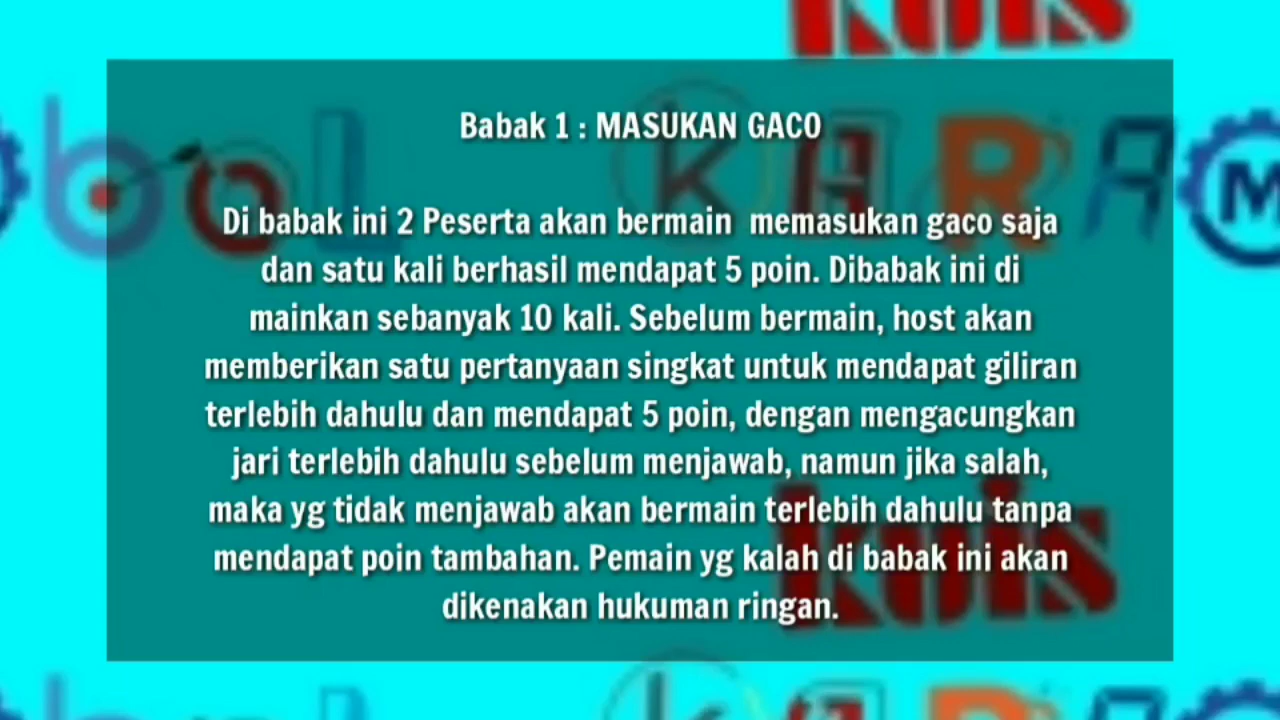 KUIS
Babak 1 : MASUKAN GACO
Di babak ini 2 Peserta akan bermain  memasukan gaco saja
dan satu kali berhasil mendapat 5 poin. Dibabak ini di
mainkan sebanyak 10 kali. Sebelum bermain, host akan
memberikan satu pertanyaan singkat untuk mendapat giliran
terlebih dahulu dan mendapat 5 poin, dengan mengacungkan
jari terlebih dahulu sebelum menjawab, namun jika salah,
maka yg tidak menjawab akan bermain terlebih dahulu tanpa
mendapat poin tambahan. Pemain yg kalah di babak ini akan
dikenakan hukuman ringan.
KUIS